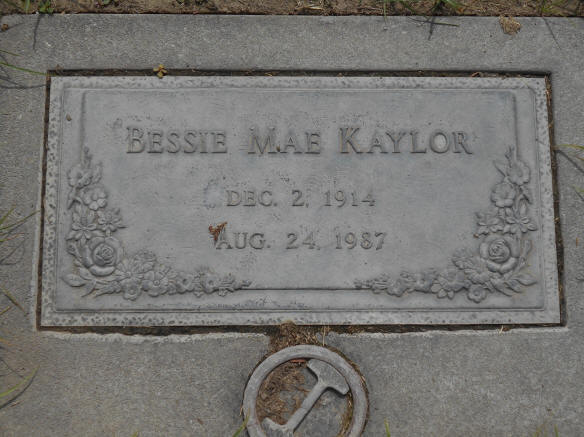 BESSIE MAE KAYLOR
DEC. 2, 1914
AUG. 24, 1987